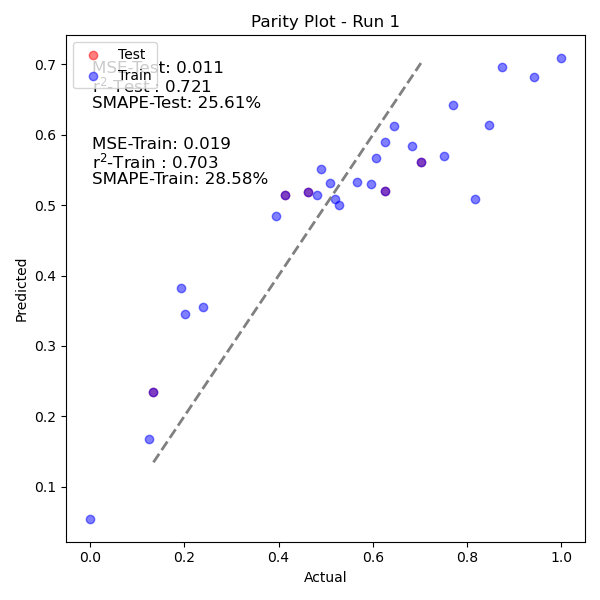 Parity Plot - Run 1
Test
Train
MSE-Test: 0.011
r²-Test : 0.721
SMAPE-Test: 25.61%
MSE-Train: 0.019
r²-Train : 0.703
SMAPE-Train: 28.58%
Predicted
0.7
0.6
0.5
0.4
0.3
0.2
0.1
0.0 0.2 0.4 0.6 0.8 1.0
Actual